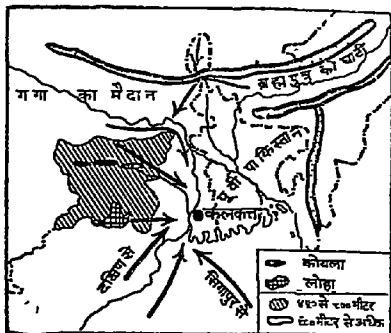 ब्रह्मपुत्र की घाटी
गंगा का मैदान
पूर्वी पाकिस्तान
कलकत्ता
दक्षिण से
सिंगापुर से
कोयला
लोहा
मीटर
मीटर से अधिक